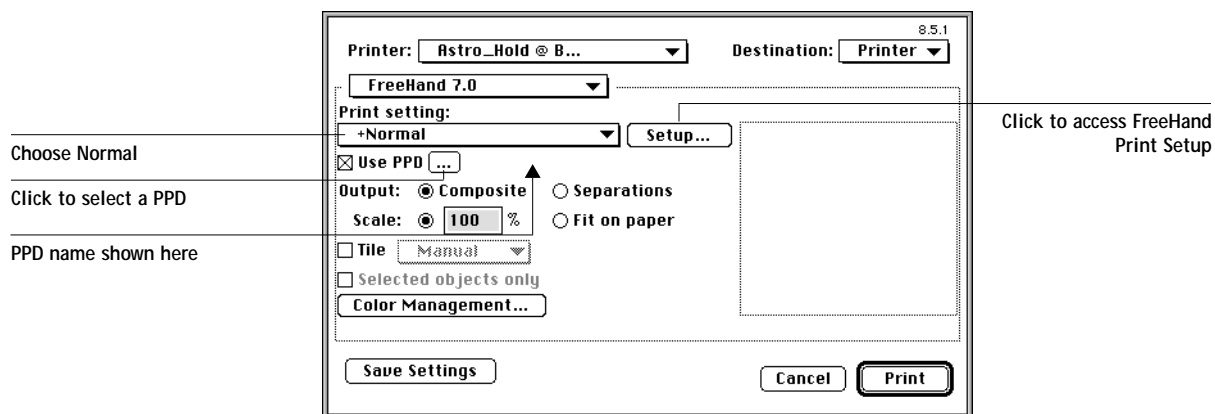 8.5.1
Printer: Astro_Hold @ B... Destination: Printer
FreeHand 7.0
Print setting:
+Normal Setup...
Click to access FreeHand
Print Setup
Choose Normal
Use PPD ...
Click to select a PPD
Output: Composite Separations
Scale: 100 % Fit on paper
PPD name shown here
Tile Manual
Selected objects only
Color Management...
Save Settings
Cancel Print